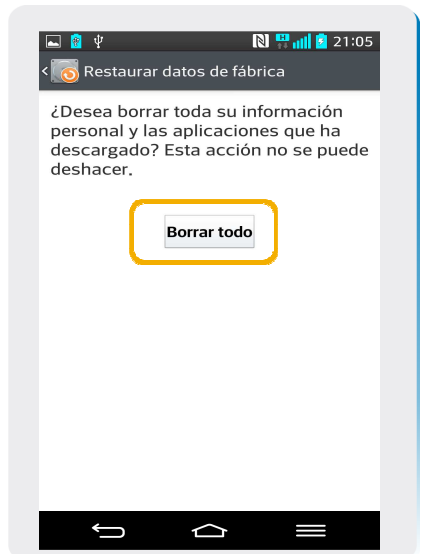 H 21:05
< Restaurar datos de fábrica
¿Desea borrar toda su información
personal y las aplicaciones que ha
descargado? Esta acción no se puede
deshacer.
Borrar todo